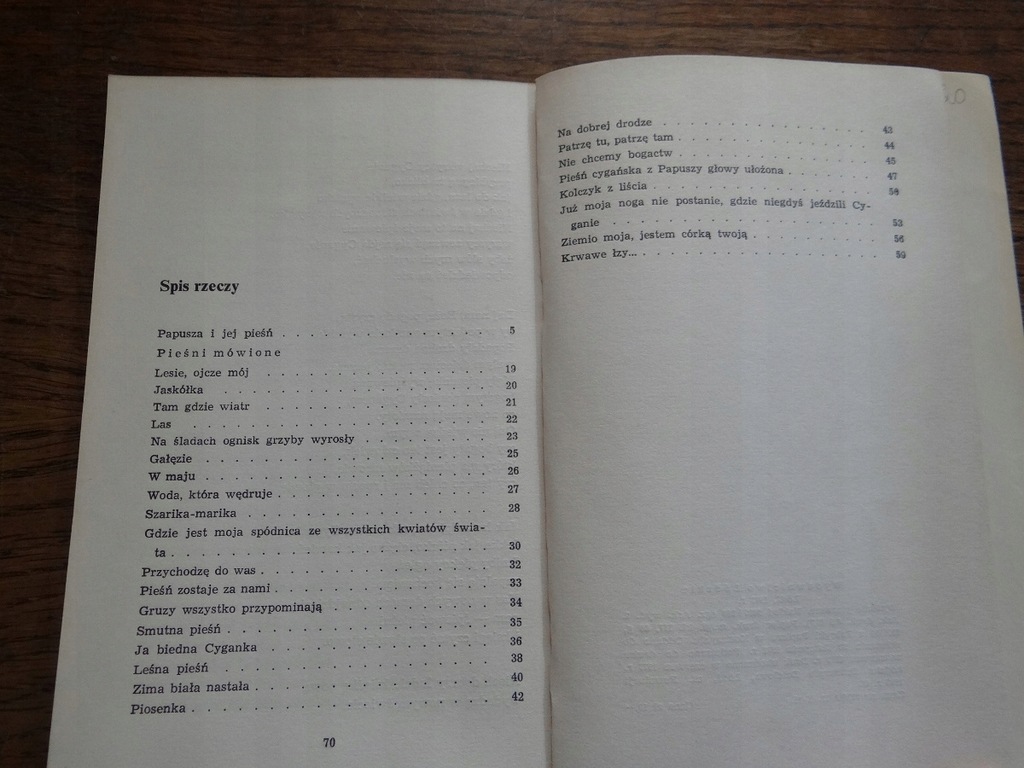 Spis rzeczy
Papusza i jej pieśń . . . . . . . . . . . . . . . 5
Pieśni mówione
Lesie, ojcze mój . . . . . . . . . . . . . . . 19
Jaskółka . . . . . . . . . . . . . . . . . . 20
Tam gdzie wiatr . . . . . . . . . . . . . . . 21
Las . . . . . . . . . . . . . . . . . . . 22
Na śladach ognisk grzyby wyrosły . . . . . . . . . 23
Gałęzie . . . . . . . . . . . . . . . . . . 25
W maju . . . . . . . . . . . . . . . . . . 26
Woda, która wędruje . . . . . . . . . . . . . . 27
Szarika-marika . . . . . . . . . . . . . . . . 28
Gdzie jest moja spódnica ze wszystkich kwiatów świa-
ta . . . . . . . . . . . . . . . . . . . . 30
Przychodzę do was . . . . . . . . . . . . . . . 32
Pieśń zostaje za nami . . . . . . . . . . . . . . 33
Gruzy wszystko przypominają . . . . . . . . . . . 34
Smutna pieśń . . . . . . . . . . . . . . . . . 35
Ja biedna Cyganka . . . . . . . . . . . . . . . 36
Leśna pieśń . . . . . . . . . . . . . . . . . 38
Zima biała nastała . . . . . . . . . . . . . . . 40
Piosenka . . . . . . . . . . . . . . . . . . . 42
70
Na dobrej drodze . . . . . . . . . . . . . . . 43
Patrzę tu, patrzę tam . . . . . . . . . . . . . . 44
Nie chcemy bogactw . . . . . . . . . . . . . . 45
Pieśń cygańska z Papuszy głowy ułożona . . . . . . . 47
Kolczyk z liścia . . . . . . . . . . . . . . . . 50
Już moja noga nie postanie, gdzie niegdyś jeździli Cy-
ganie . . . . . . . . . . . . . . . . . . 53
Ziemio moja, jestem córką twoją . . . . . . . . . . 56
Krwawe łzy... . . . . . . . . . . . . . . . . . 59